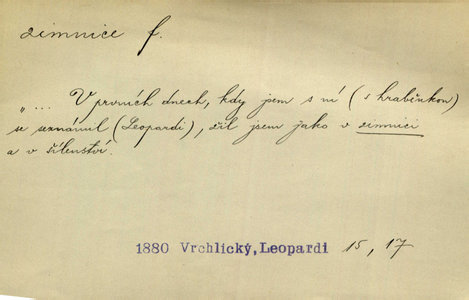 zimnice f.
„... V prvních dnech, kdy jsem s ní (s hraběnkou)
se seznámil (Leopardi), žil jsem jako v zimnici
a v šílenství.
1880 Vrchlický,Leopardi 15, 17